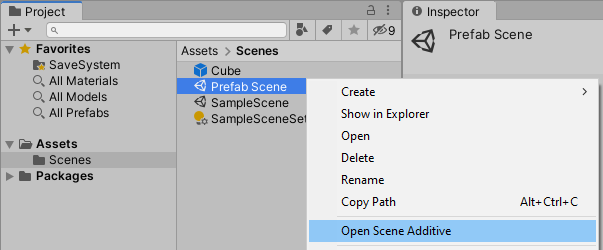 Project
Inspector
9
Prefab Scene
Favorites
SaveSystem
All Materials
All Models
All Prefabs
Assets
Scenes
Packages
Assets > Scenes
Cube
Prefab Scene
SampleScene
SampleSceneSet
Create
Show in Explorer
Open
Delete
Rename
Copy Path Alt+Ctrl+C
Open Scene Additive